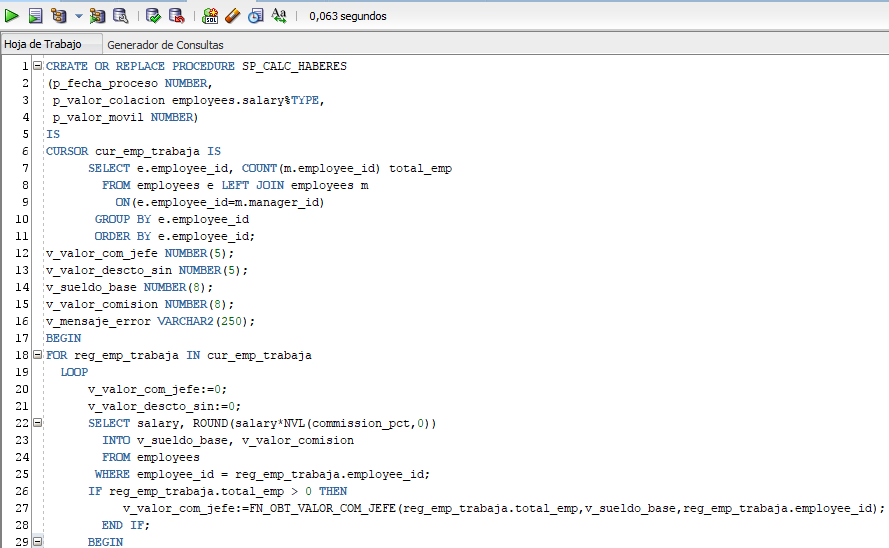 SQL
Aa
0,063 segundos
Hoja de Trabajo Generador de Consultas
1 CREATE OR REPLACE PROCEDURE SP_CALC_HABERES
2 (p_fecha_proceso NUMBER,
3 p_valor_colacion employees.salary%TYPE,
4 p_valor_movil NUMBER)
5 IS
6 CURSOR cur_emp_trabaja IS
7 SELECT e.employee_id, COUNT(m.employee_id) total_emp
8 FROM employees e LEFT JOIN employees m
9 ON(e.employee_id=m.manager_id)
10 GROUP BY e.employee_id
11 ORDER BY e.employee_id;
12 v_valor_com_jefe NUMBER(5);
13 v_valor_descto_sin NUMBER(5);
14 v_sueldo_base NUMBER(8);
15 v_valor_comision NUMBER(8);
16 v_mensaje_error VARCHAR2(250);
17 BEGIN
18 FOR reg_emp_trabaja IN cur_emp_trabaja
19 LOOP
20 v_valor_com_jefe:=0;
21 v_valor_descto_sin:=0;
22 SELECT salary, ROUND(salary*NVL(commission_pct,0))
23 INTO v_sueldo_base, v_valor_comision
24 FROM employees
25 WHERE employee_id = reg_emp_trabaja.employee_id;
26 IF reg_emp_trabaja.total_emp > 0 THEN
27 v_valor_com_jefe:=FN_OBT_VALOR_COM_JEFE(reg_emp_trabaja.total_emp,v_sueldo_base,reg_emp_trabaja.employee_id);
28 END IF;
29 BEGIN